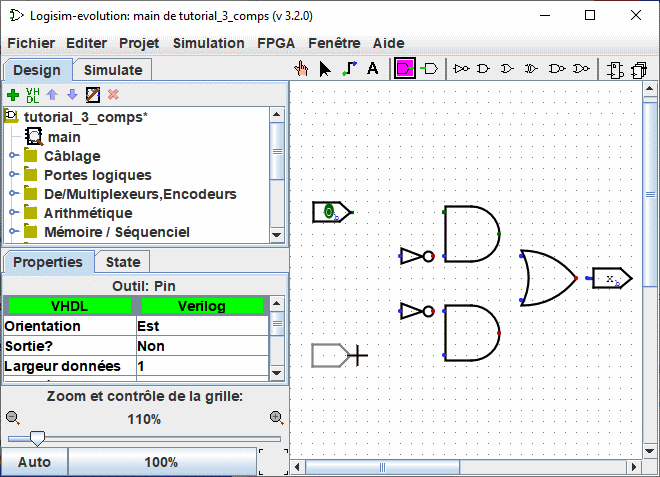 Logisim-evolution: main de tutorial_3_comps (v 3.2.0)
Fichier Editer Projet Simulation FPGA Fenêtre Aide
Design Simulate
A
VH
DL
tutorial_3_comps*
main
Câblage
Portes logiques
De/Multiplexeurs,Encodeurs
Arithmétique
Mémoire / Séquenciel
Properties State
Outil: Pin
VHDL Verilog
Orientation Est
Sortie? Non
Largeur données 1
Zoom et contrôle de la grille:
110%
Auto 100%
0
x